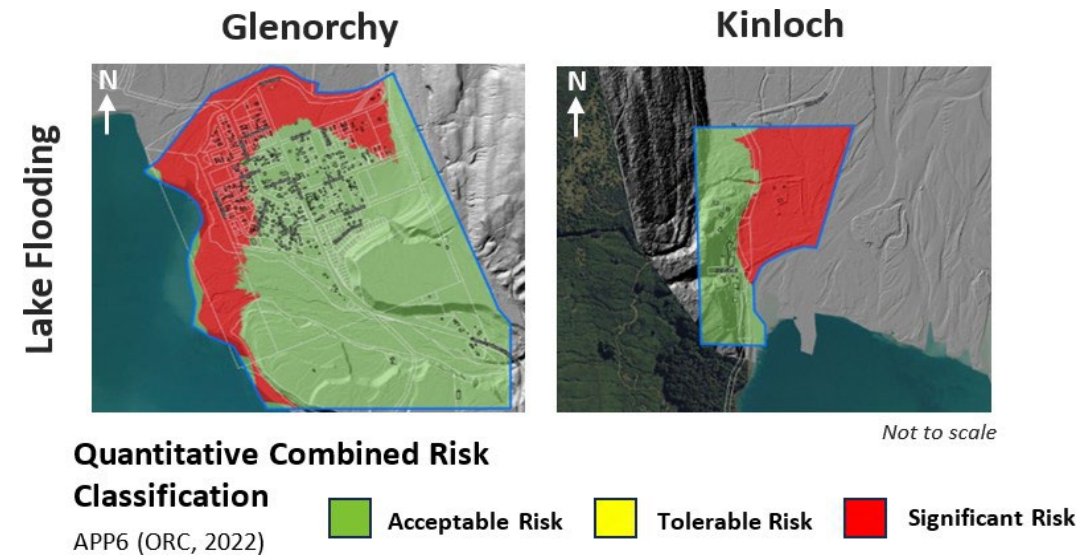 Glenorchy
Kinloch
Lake Flooding
N
N
Not to scale
Quantitative Combined Risk
Classification
APP6 (ORC, 2022)
Acceptable Risk
Tolerable Risk
Significant Risk